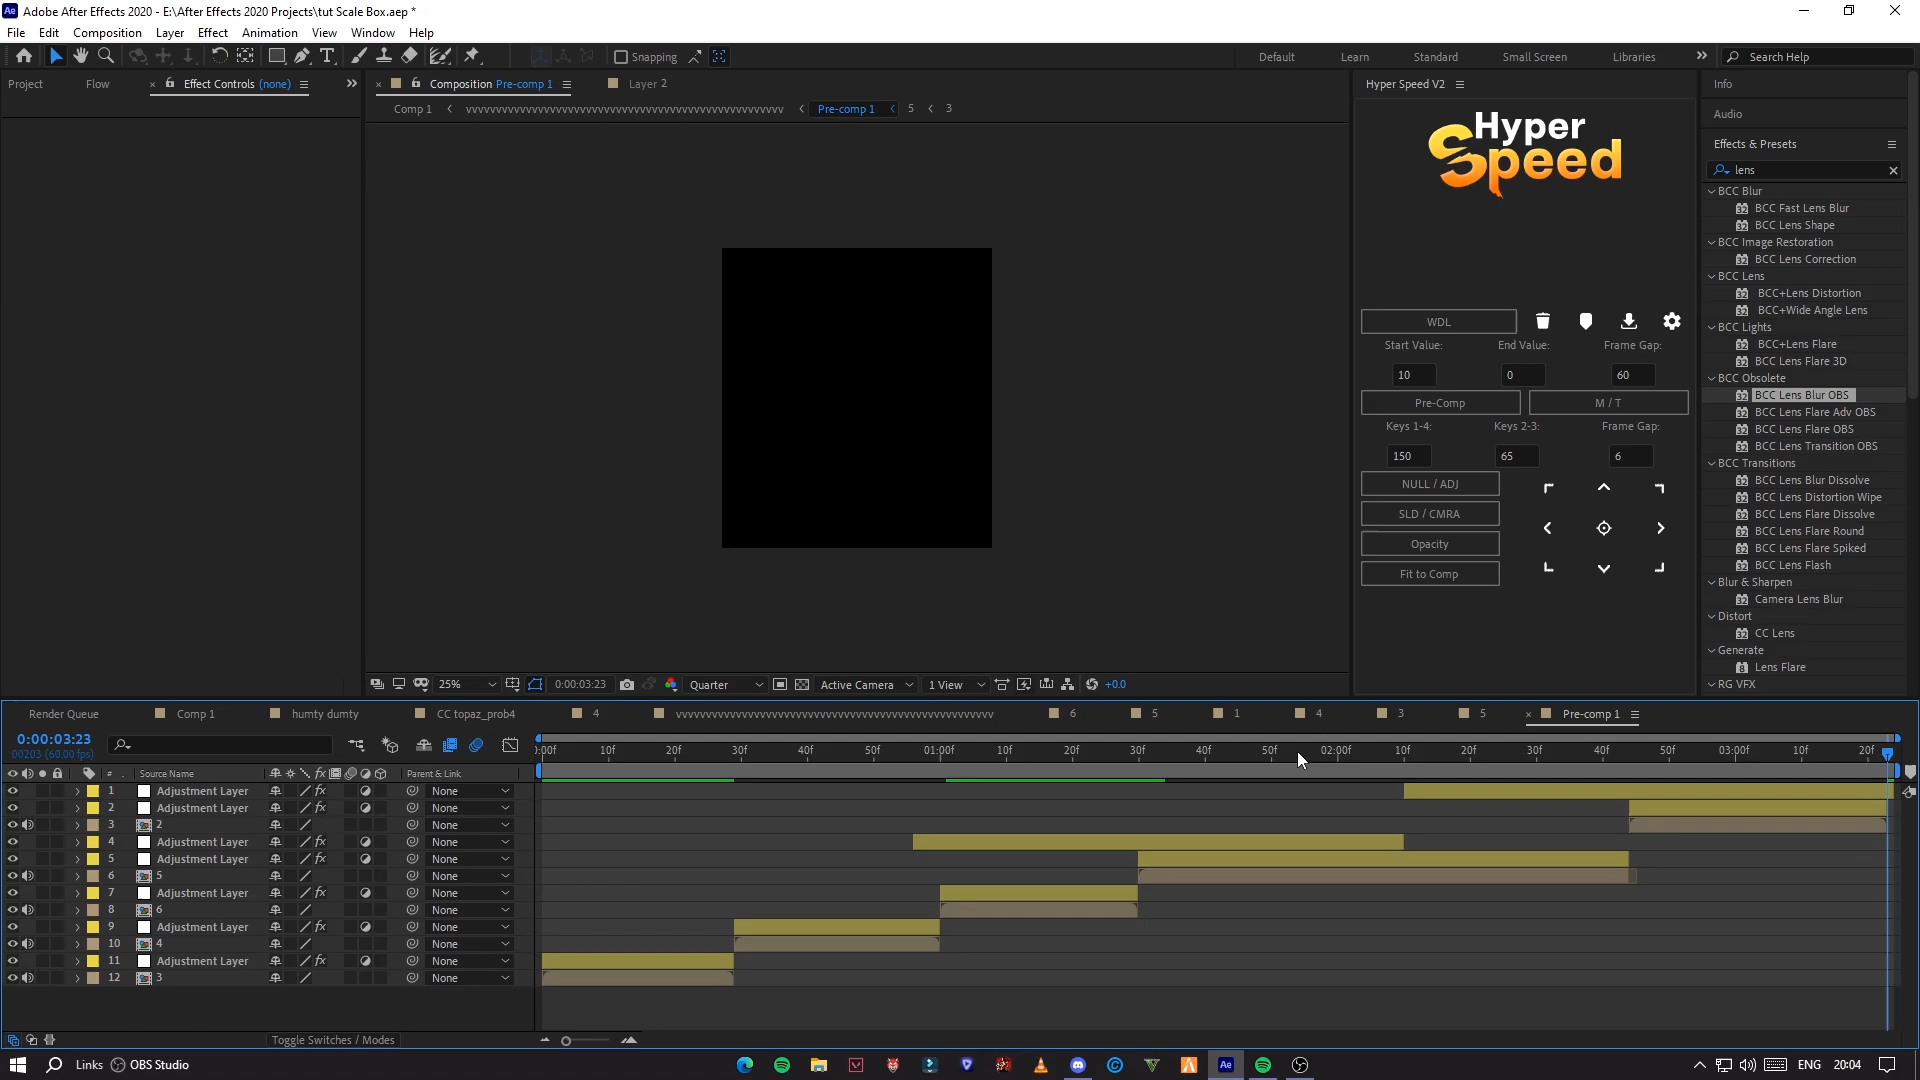 Adobe After Effects 2020 - E:\After Effects 2020 Projects\tut Scale Box.aep *
File Edit Composition Layer Effect Animation View Window Help
Snapping
Default Learn Standard Small Screen Libraries Search Help
Project Flow Effect Controls (none)
Composition Pre-comp 1 Layer 2
Hyper Speed V2
Info
Comp 1 Pre-comp 1 5 3
Audio
Hyper
Speed
Effects & Presets
lens
BCC Blur
BCC Fast Lens Blur
BCC Lens Shape
BCC Image Restoration
BCC Lens Correction
BCC Lens
BCC+Lens Distortion
BCC+Wide Angle Lens
BCC Lights
BCC+Lens Flare
BCC Lens Flare 3D
BCC Obsolete
BCC Lens Blur OBS
BCC Lens Flare Adv OBS
BCC Lens Flare OBS
BCC Lens Transition OBS
BCC Transitions
BCC Lens Blur Dissolve
BCC Lens Distortion Wipe
BCC Lens Flare Dissolve
BCC Lens Flare Round
BCC Lens Flare Spiked
BCC Lens Flash
Blur & Sharpen
Camera Lens Blur
Distort
CC Lens
Generate
Lens Flare
RG VFX
WDL
Start Value: End Value: Frame Gap:
10 0 60
Pre-Comp M / T
Keys 1-4: Keys 2-3: Frame Gap:
150 65 6
NULL / ADJ
SLD / CMRA
Opacity
Fit to Comp
25% 0:00:03:23 Quarter Active Camera 1 View +0.0
Render Queue Comp 1 humty dumty CC topaz_prob4 4 6 5 1 4 3 5 Pre-comp 1
0:00:03:23
00203 (60.00 fps)
):00f 10f 20f 30f 40f 50f 01:00f 10f 20f 30f 40f 50f 02:00f 10f 20f 30f 40f 50f 03:00f 10f 20f
# Source Name fx Parent & Link
1 Adjustment Layer fx None
2 Adjustment Layer fx None
3 2 None
4 Adjustment Layer fx None
5 Adjustment Layer fx None
6 5 None
7 Adjustment Layer fx None
8 6 None
9 Adjustment Layer fx None
10 4 None
11 Adjustment Layer fx None
12 3 None
Toggle Switches / Modes
Links OBS Studio
Ae
ENG 20:04